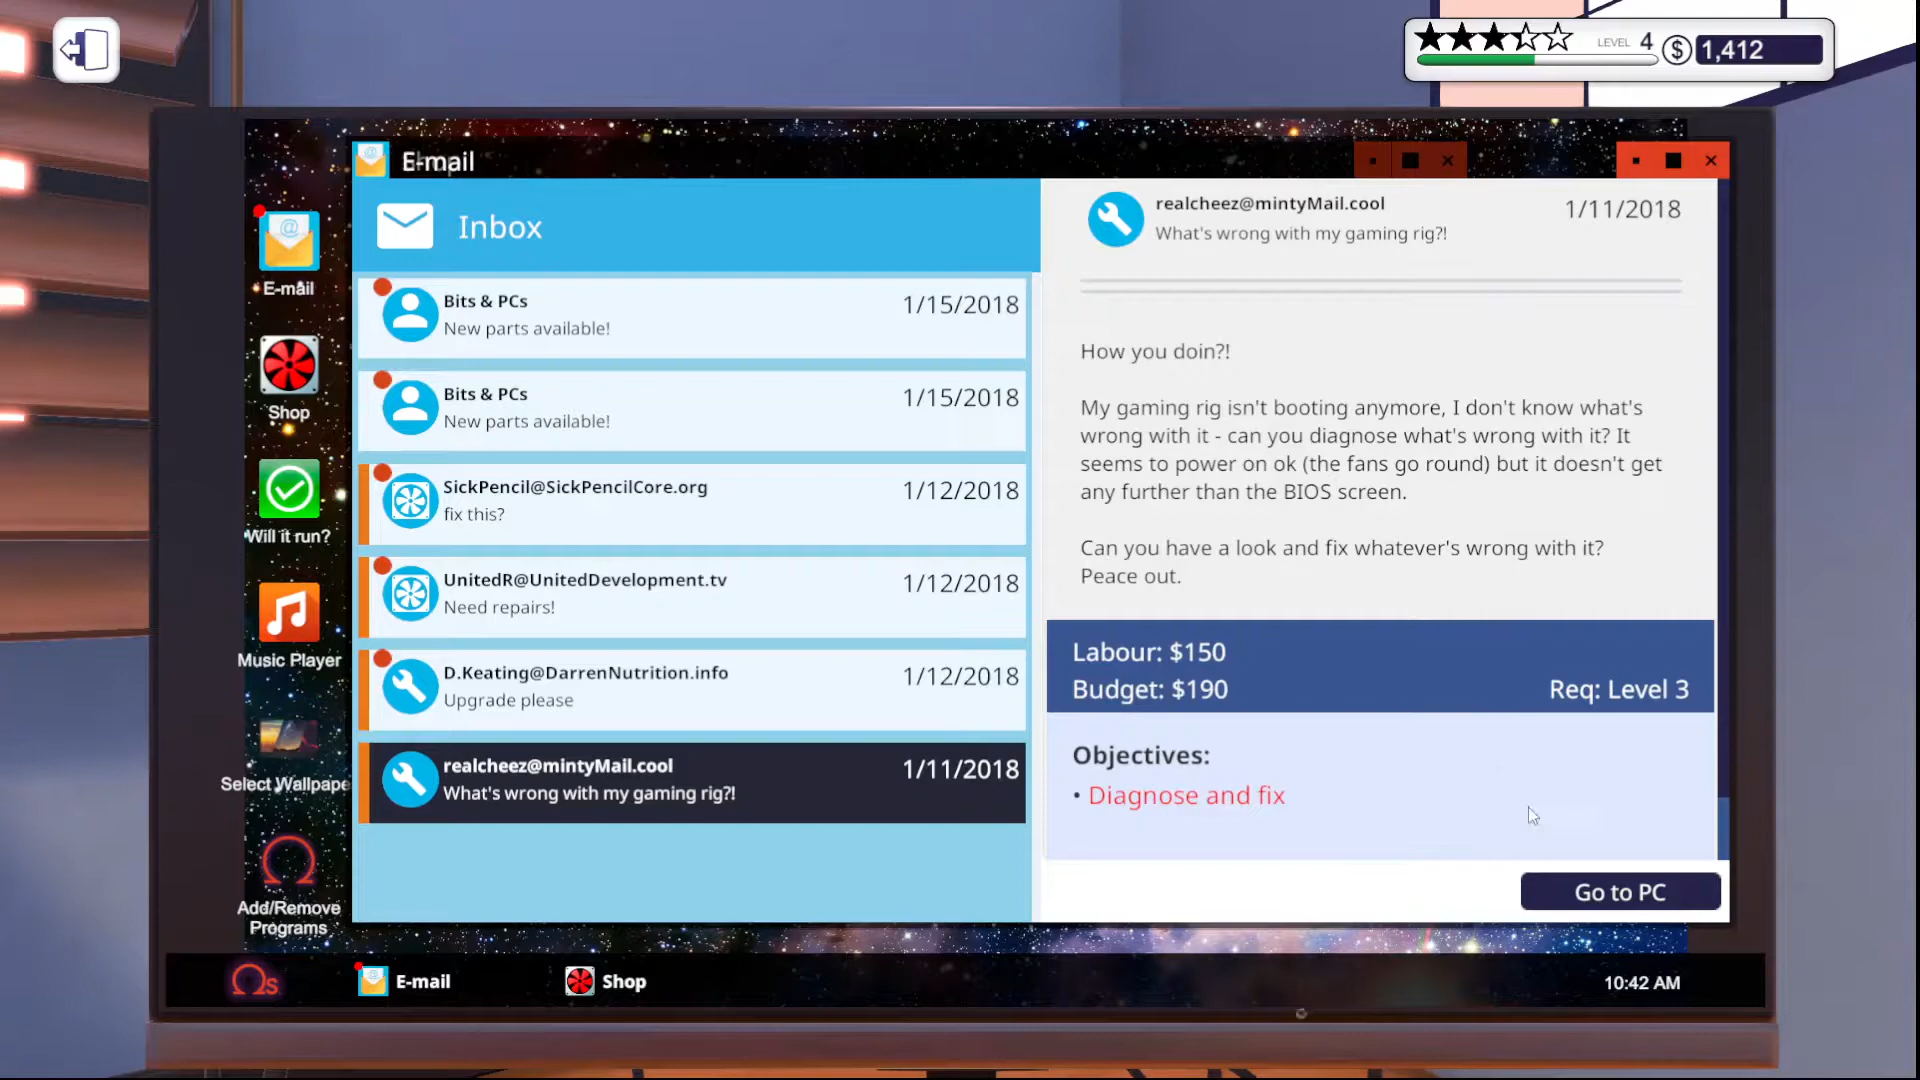 LEVEL 4 $ 1,412
E-mail
Inbox
Bits & PCs 1/15/2018
New parts available!
Bits & PCs 1/15/2018
New parts available!
SickPencil@SickPencilCore.org 1/12/2018
fix this?
UnitedR@UnitedDevelopment.tv 1/12/2018
Need repairs!
D.Keating@DarrenNutrition.info 1/12/2018
Upgrade please
realcheez@mintyMail.cool 1/11/2018
What's wrong with my gaming rig?!
realcheez@mintyMail.cool 1/11/2018
What's wrong with my gaming rig?!
How you doin?!
My gaming rig isn't booting anymore, I don't know what's
wrong with it - can you diagnose what's wrong with it? It
seems to power on ok (the fans go round) but it doesn't get
any further than the BIOS screen.
Can you have a look and fix whatever's wrong with it?
Peace out.
Labour: $150
Budget: $190 Req: Level 3
Objectives:
• Diagnose and fix
Go to PC
E-mail
Shop
Will it run?
Music Player
Select Wallpape
Add/Remove
Programs
Ωs E-mail Shop 10:42 AM